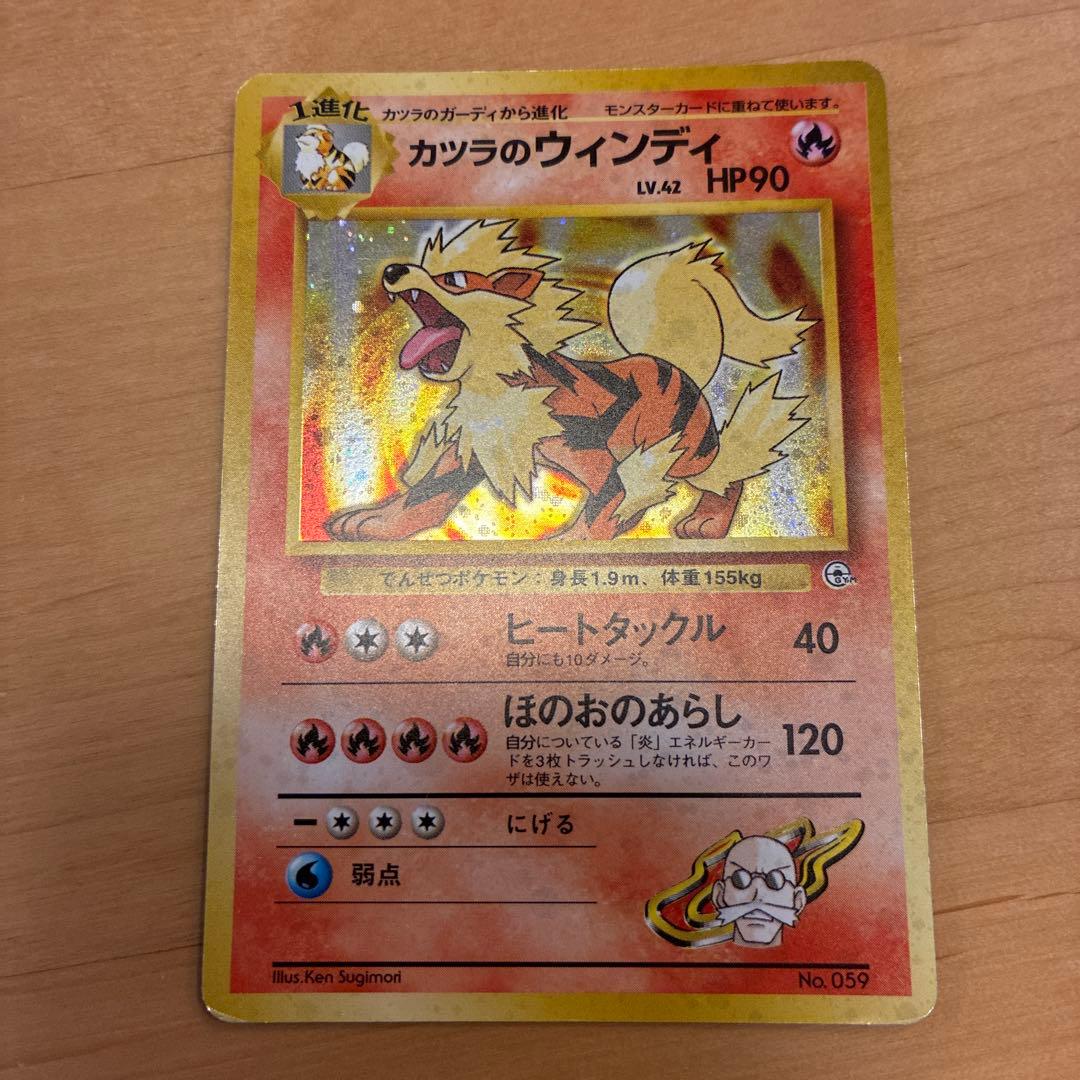 1進化
カツラのガーディから進化
モンスターカードに重ねて使います。
カツラのウィンディ
LV.42 HP90
でんせつポケモン：身長1.9m、体重155kg
GYM
ヒートタックル 40
自分にも10ダメージ。
ほのおのあらし 120
自分についている「炎」エネルギーカー
ドを3枚トラッシュしなければ、このワ
ザは使えない。
ー にげる
弱点
Illus.Ken Sugimori
No. 059